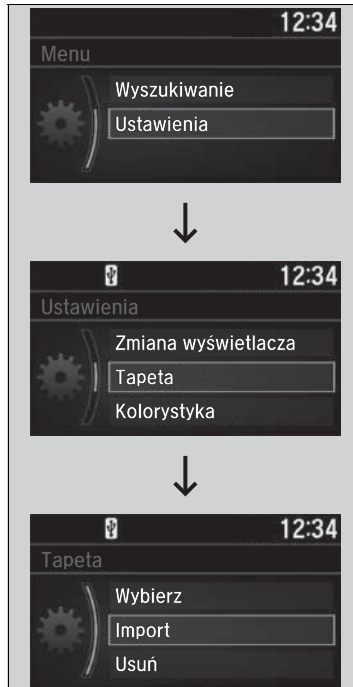 12:34
Menu
Wyszukiwanie
Ustawienia
12:34
Ustawienia
Zmiana wyświetlacza
Tapeta
Kolorystyka
12:34
Tapeta
Wybierz
Import
Usuń